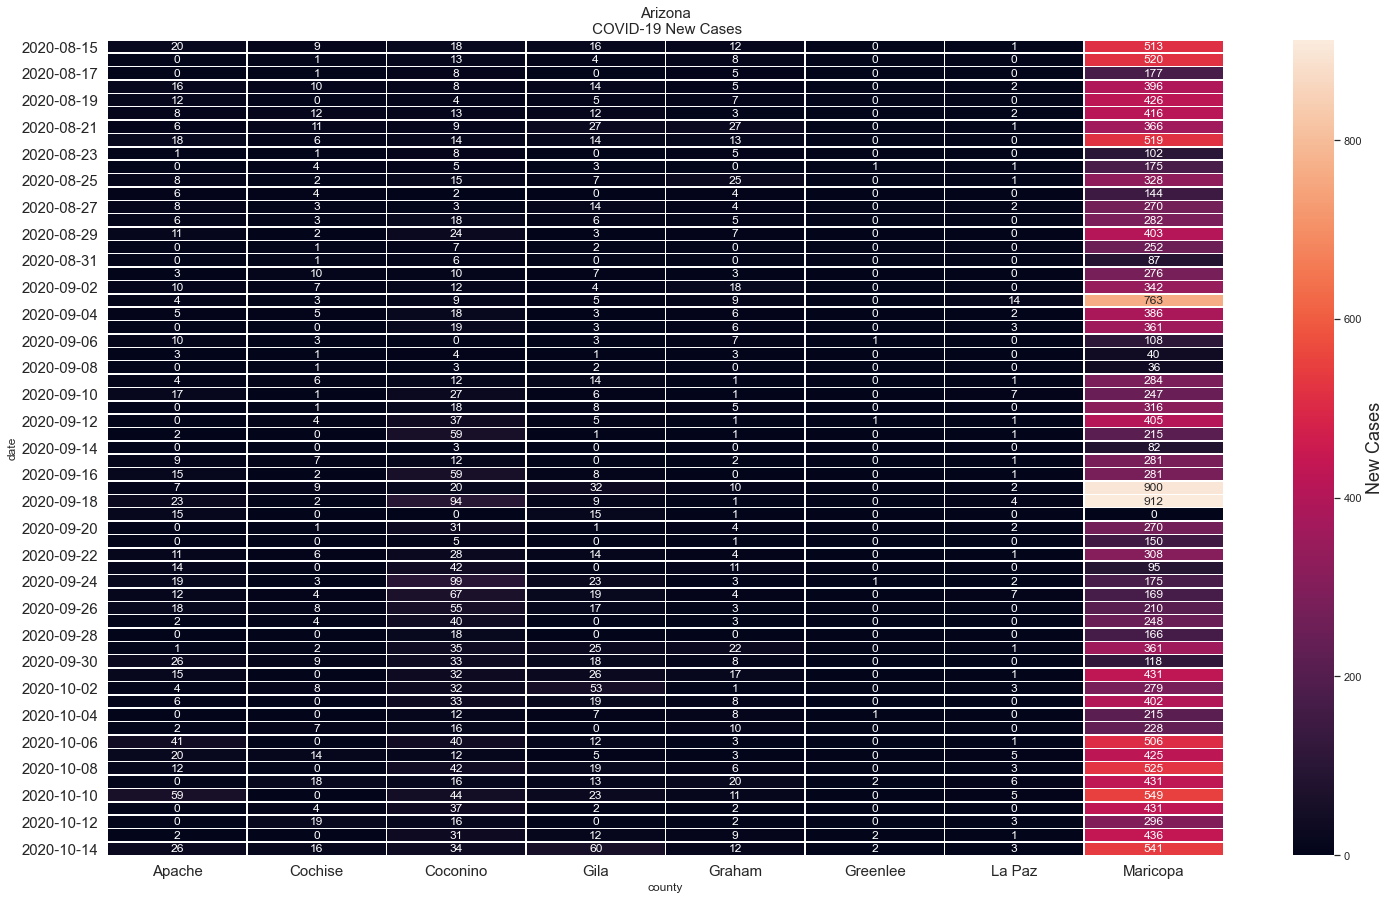 Arizona
COVID-19 New Cases
2020-08-15 20 9 18 16 12 0 1 513
0 1 13 4 8 0 0 520
2020-08-17 0 1 8 0 5 0 0 177
16 10 8 14 5 0 2 396
2020-08-19 12 0 4 5 7 0 0 426
8 12 13 12 3 0 2 416
2020-08-21 6 11 9 27 27 0 1 366
18 6 14 14 13 0 0 519
2020-08-23 1 1 8 0 5 0 0 102
0 4 5 3 0 1 1 175
2020-08-25 8 2 15 7 25 0 1 328
6 4 2 0 4 0 0 144
2020-08-27 8 3 3 14 4 0 2 270
6 3 18 6 5 0 0 282
2020-08-29 11 2 24 3 7 0 0 403
0 1 7 2 0 0 0 252
2020-08-31 0 1 6 0 0 0 0 87
3 10 10 7 3 0 0 276
2020-09-02 10 7 12 4 18 0 0 342
4 3 9 5 9 0 14 763
2020-09-04 5 5 18 3 6 0 2 386
0 0 19 3 6 0 3 361
2020-09-06 10 3 0 3 7 1 0 108
3 1 4 1 3 0 0 40
2020-09-08 0 1 3 2 0 0 0 36
4 6 12 14 1 0 1 284
2020-09-10 17 1 27 6 1 0 7 247
0 1 18 8 5 0 0 316
2020-09-12 0 4 37 5 1 1 1 405
2 0 59 1 1 0 1 215
2020-09-14 0 0 3 0 0 0 0 82
9 7 12 0 2 0 1 281
2020-09-16 15 2 59 8 0 0 1 281
7 9 20 32 10 0 2 900
2020-09-18 23 2 94 9 1 0 4 912
15 0 0 15 1 0 0 0
2020-09-20 0 1 31 1 4 0 2 270
0 0 5 0 1 0 0 150
2020-09-22 11 6 28 14 4 0 1 308
14 0 42 0 11 0 0 95
2020-09-24 19 3 99 23 3 1 2 175
12 4 67 19 4 0 7 169
2020-09-26 18 8 55 17 3 0 0 210
2 4 40 0 3 0 0 248
2020-09-28 0 0 18 0 0 0 0 166
1 2 35 25 22 0 1 361
2020-09-30 26 9 33 18 8 0 0 118
15 0 32 26 17 0 1 431
2020-10-02 4 8 32 53 1 0 3 279
6 0 33 19 8 0 0 402
2020-10-04 0 0 12 7 8 1 0 215
2 7 16 0 10 0 0 228
2020-10-06 41 0 40 12 3 0 1 506
20 14 12 5 3 0 5 425
2020-10-08 12 0 42 19 6 0 3 525
0 18 16 13 20 2 6 431
2020-10-10 59 0 44 23 11 0 5 549
0 4 37 2 2 0 0 431
2020-10-12 0 19 16 0 2 0 3 296
2 0 31 12 9 2 1 436
2020-10-14 26 16 34 60 12 2 3 541
Apache Cochise Coconino Gila Graham Greenlee La Paz Maricopa
county
date
800
600
400
200
0
New Cases